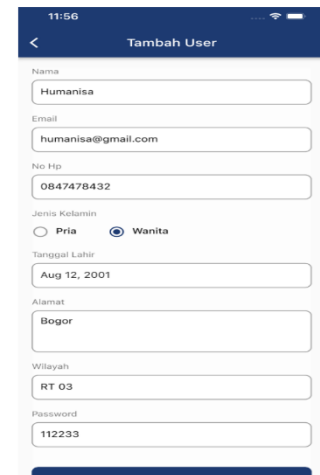 11:56
Tambah User
Nama
Humanisa
Email
humanisa@gmail.com
No Hp
0847478432
Jenis Kelamin
Pria Wanita
Tanggal Lahir
Aug 12, 2001
Alamat
Bogor
Wilayah
RT 03
Password
112233